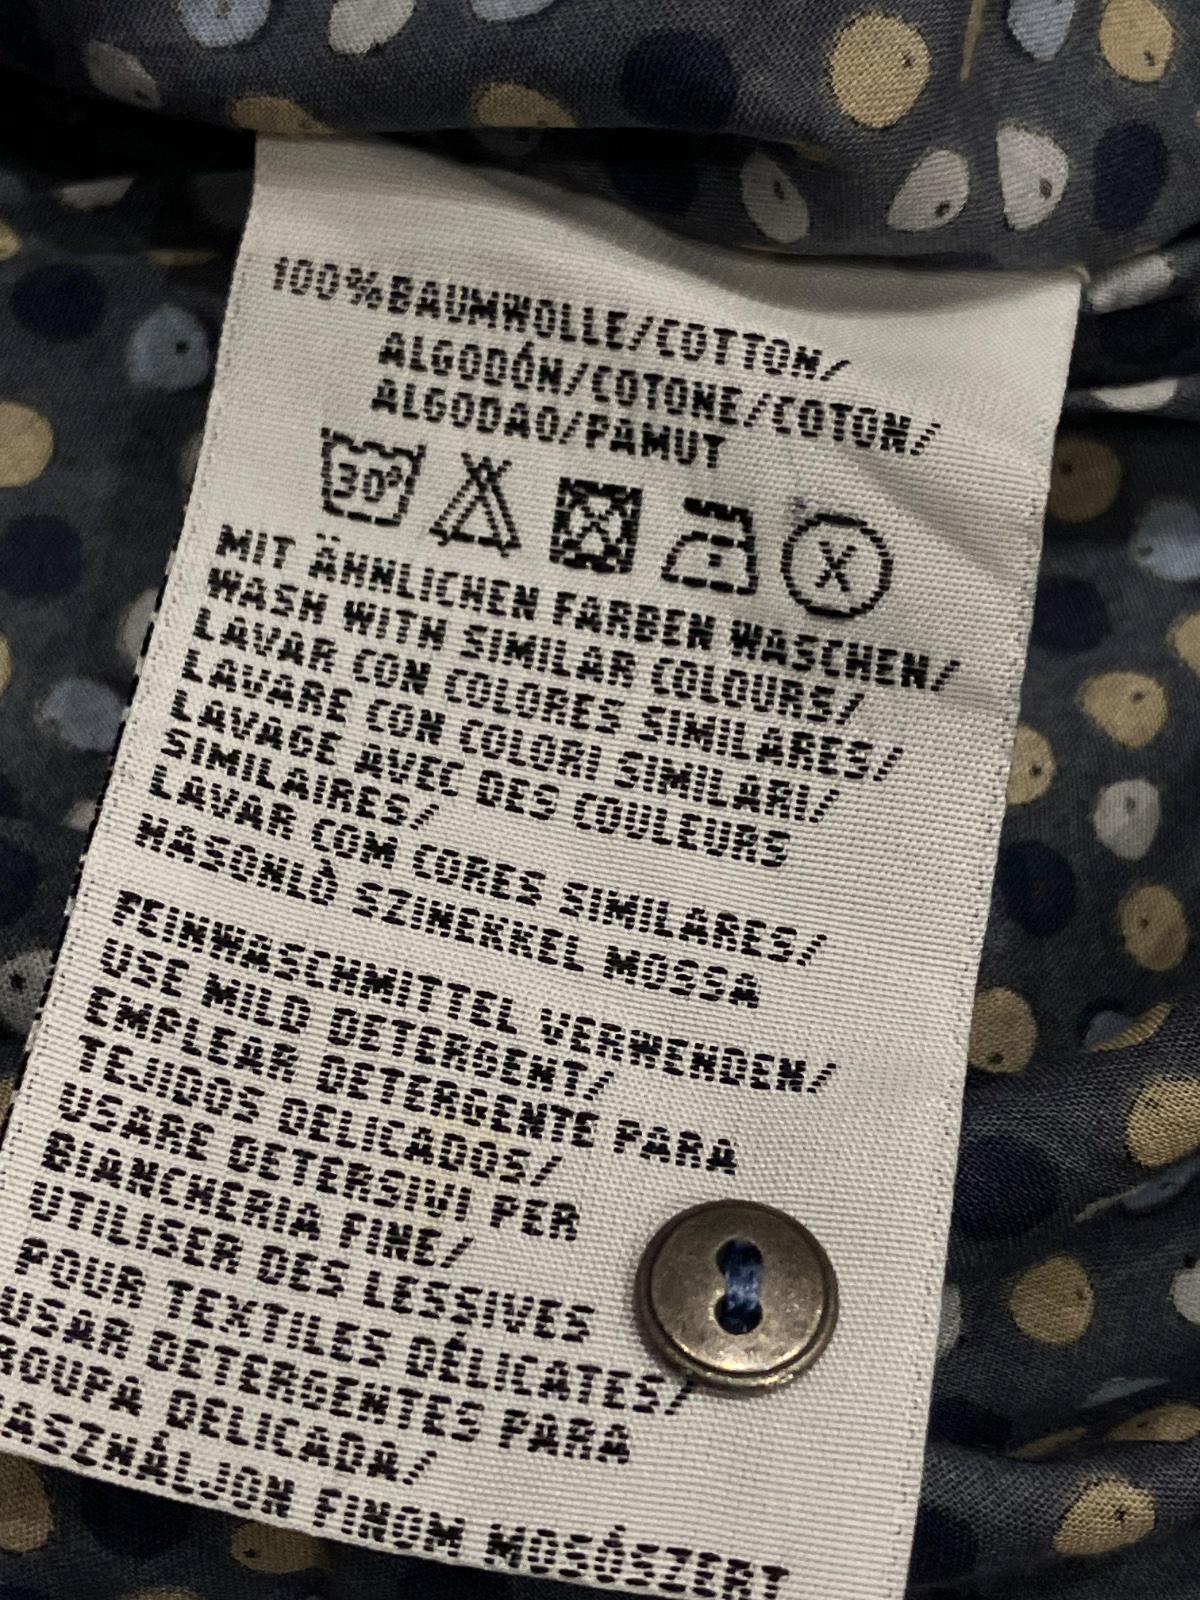 100%BAUMWOLLE/COTTON/
ALGODÓN/COTONE/COTON/
ALGODAO/PAMUT
30°
MIT ÄHNLICHEN FARBEN WASCHEN/
WASH WITH SIMILAR COLOURS/
LAVAR CON COLORES SIMILARES/
LAVARE CON COLORI SIMILARI/
LAVAGE AVEC DES COULEURS
SIMILAIRES/
LAVAR COM CORES SIMILARES/
HASONLÒ SZINEKKEL MOSSA
FEINWASCHMITTEL VERWENDEN/
USE MILD DETERGENT/
EMPLEAR DETERGENTE PARA
TEJIDOS DELICADOS/
USARE DETERSIVI PER
BIANCHERIA FINE/
UTILISER DES LESSIVES
POUR TEXTILES DÉLICATES/
USAR DETERGENTES PARA
ROUPA DELICADA/
ASZNÁLJON FINOM MOSÓSZERT